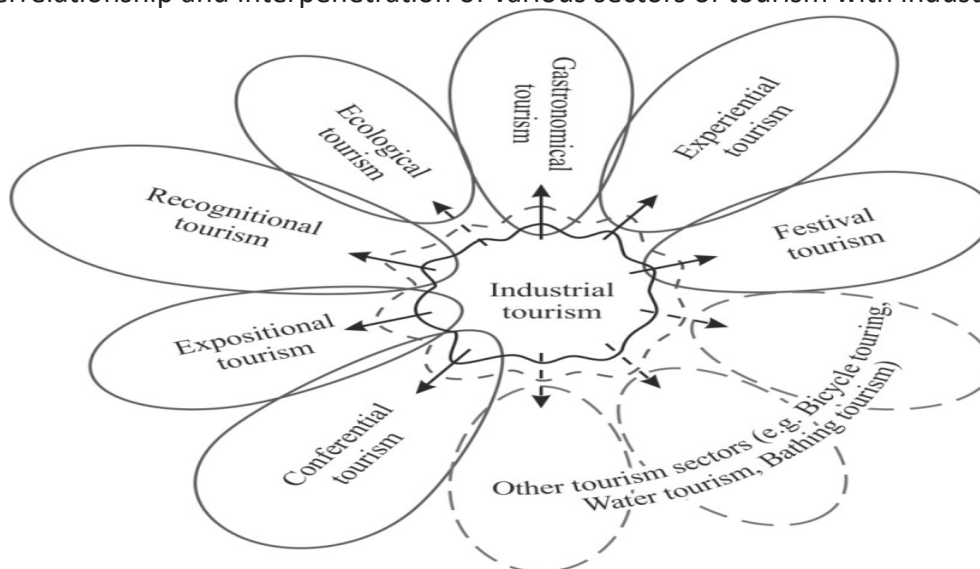 interrelationship and interpenetration of various sectors of tourism with
Gastronomical
tourism
Experiential
tourism
Ecological
tourism
Recognitional
tourism
Festival
tourism
Industrial
tourism
Expositional
tourism
Conferential
tourism
Other tourism sectors (e.g. Bicycle touring,
Water tourism, Bathing tourism)